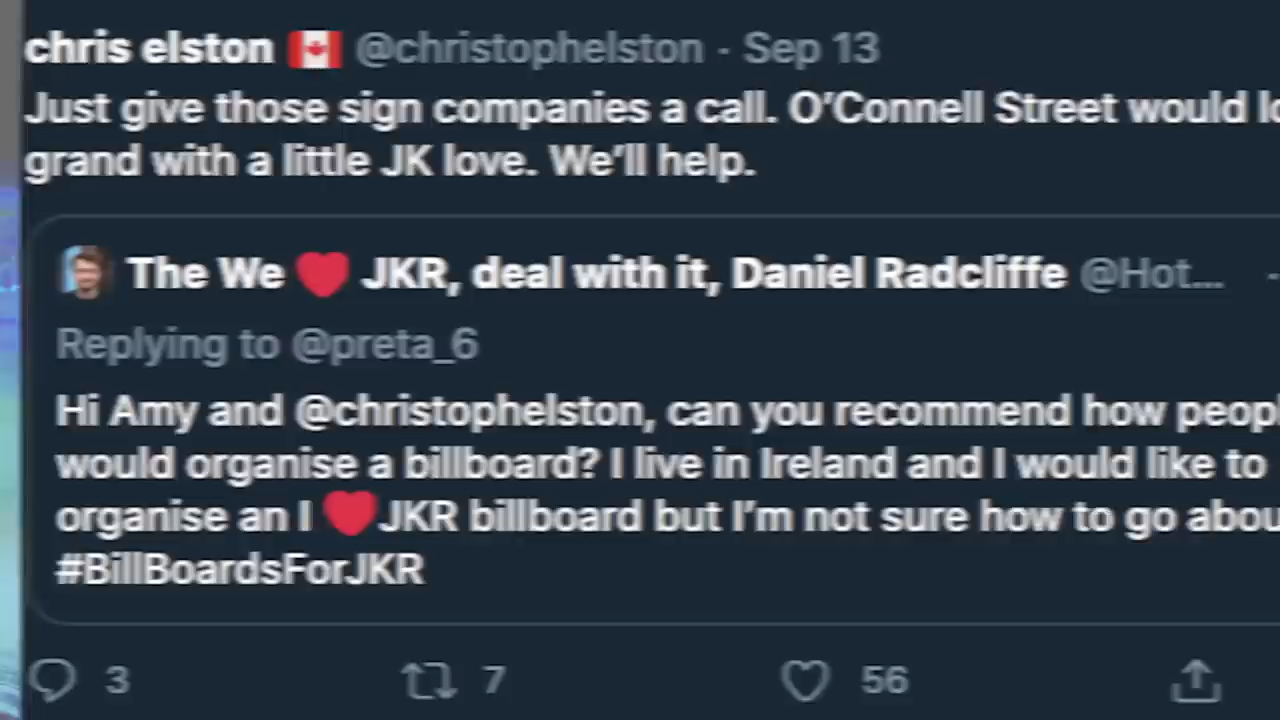 chris elston 🇨🇦 @christophelston · Sep 13
Just give those sign companies a call. O'Connell Street would
grand with a little JK love. We'll help.
The We ❤️ JKR, deal with it, Daniel Radcliffe @Hot... ·
Replying to @preta_6
Hi Amy and @christophelston, can you recommend how
would organise a billboard? I live in Ireland and I would like to
organise an I ❤️JKR billboard but I'm not sure how to go
#BillBoardsForJKR
3 7 56